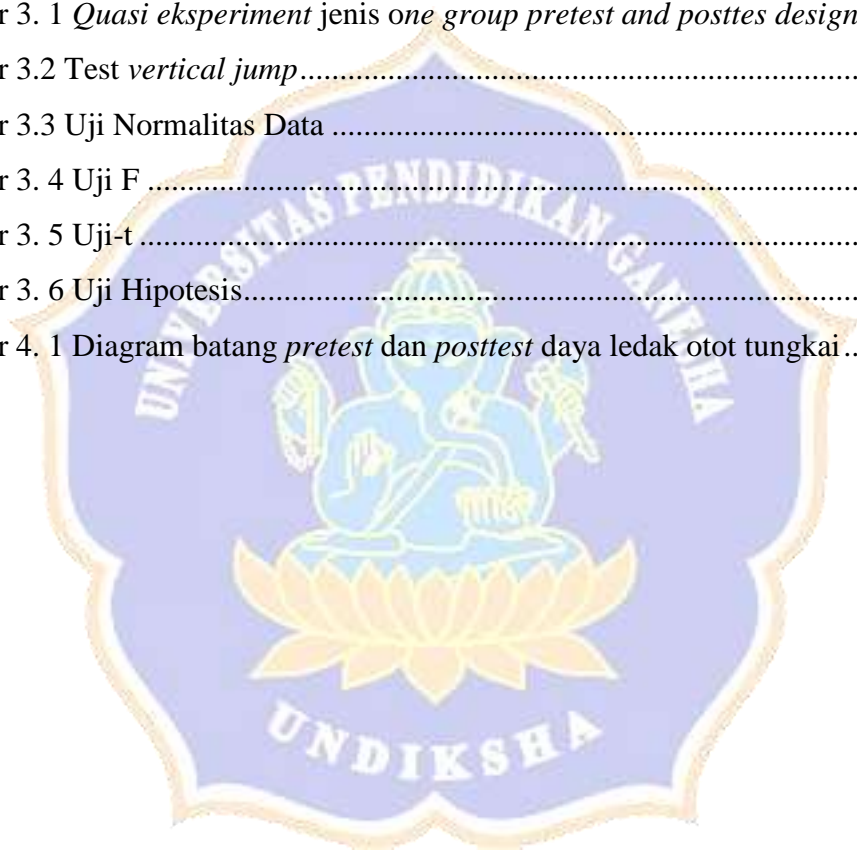 r 3. 1 Quasi eksperiment jenis one group pretest and posttes design
r 3.2 Test vertical jump..........................................................................
r 3.3 Uji Normalitas Data ......................................................................
r 3. 4 Uji F ..............................................................................................
r 3. 5 Uji-t ...............................................................................................
r 3. 6 Uji Hipotesis..................................................................................
r 4. 1 Diagram batang pretest dan posttest daya ledak otot tungkai ..
UNIVERSITAS PENDIDIKAN GANESHA
UNDIKSHA